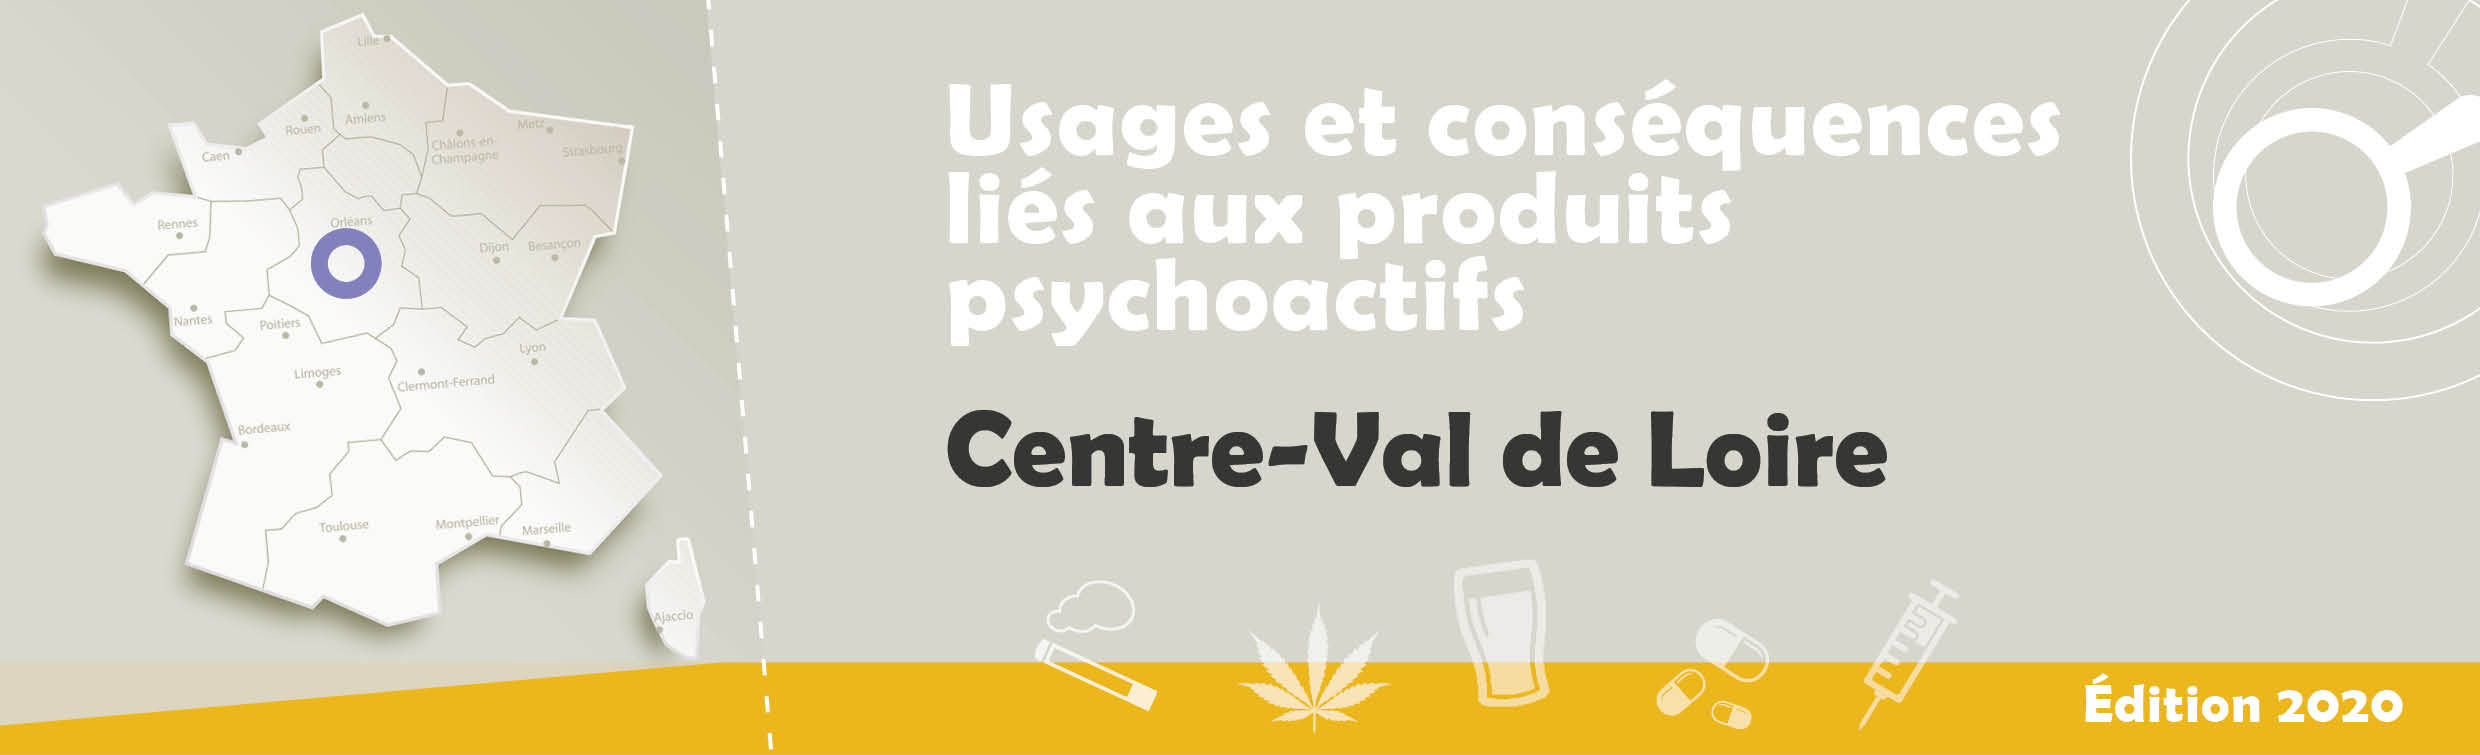 Lille
Amiens
Rouen
Metz
Châlons-en-
Champagne
Strasbourg
Caen
Rennes
Orléans
Dijon
Besançon
Nantes
Poitiers
Lyon
Limoges
Clermont-Ferrand
Bordeaux
Toulouse
Montpellier
Marseille
Ajaccio
Usages et conséquences
liés aux produits
psychoactifs
Centre-Val de Loire
Édition 2020